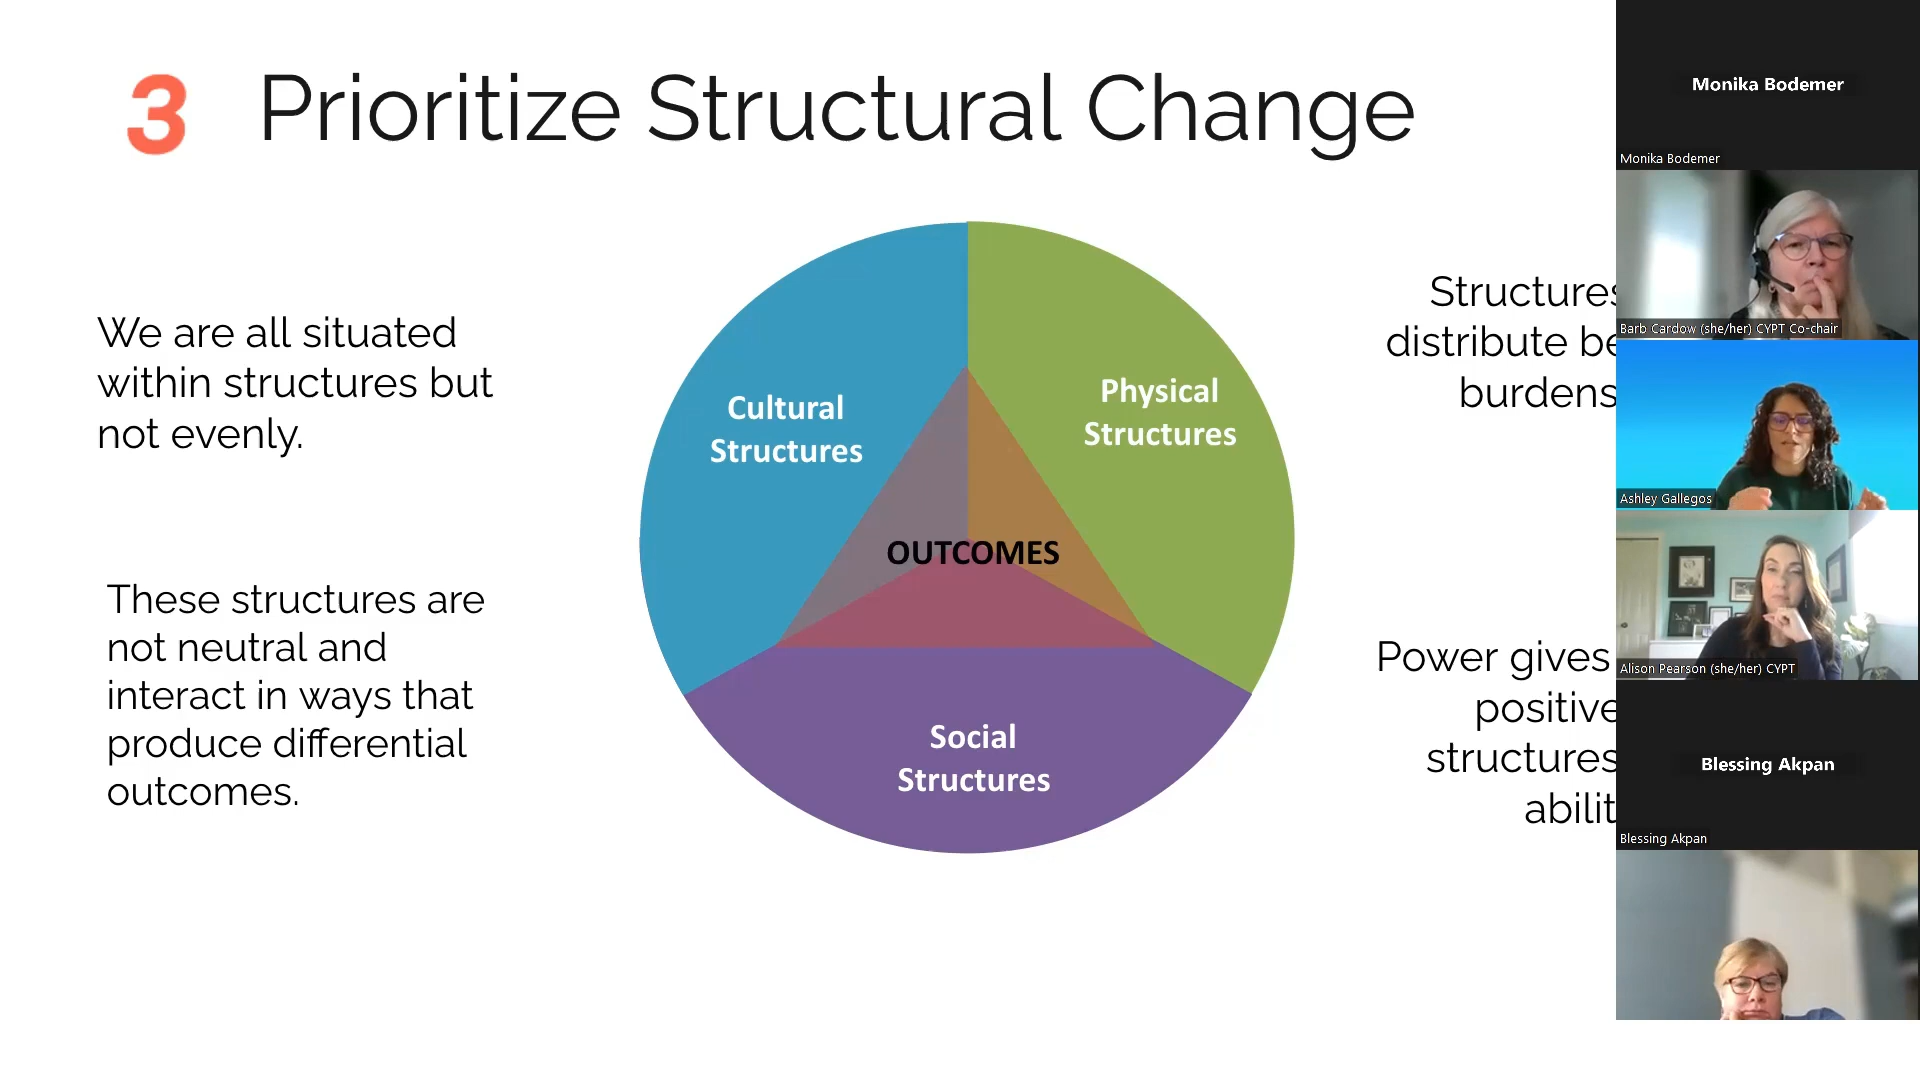 3 Prioritize Structural Change
We are all situated
within structures but
not evenly.
These structures are
not neutral and
interact in ways that
produce differential
outcomes.
Cultural
Structures
Physical
Structures
OUTCOMES
Social
Structures
Structures
distribute
burdens
Power gives
positive
structures
Monika Bodemer
Monika Bodemer
Barb Cardow (she/her) CYPT Co-chair
Ashley Gallegos
Alison Pearson (she/her) CYPT
Blessing Akpan
Blessing Akpan